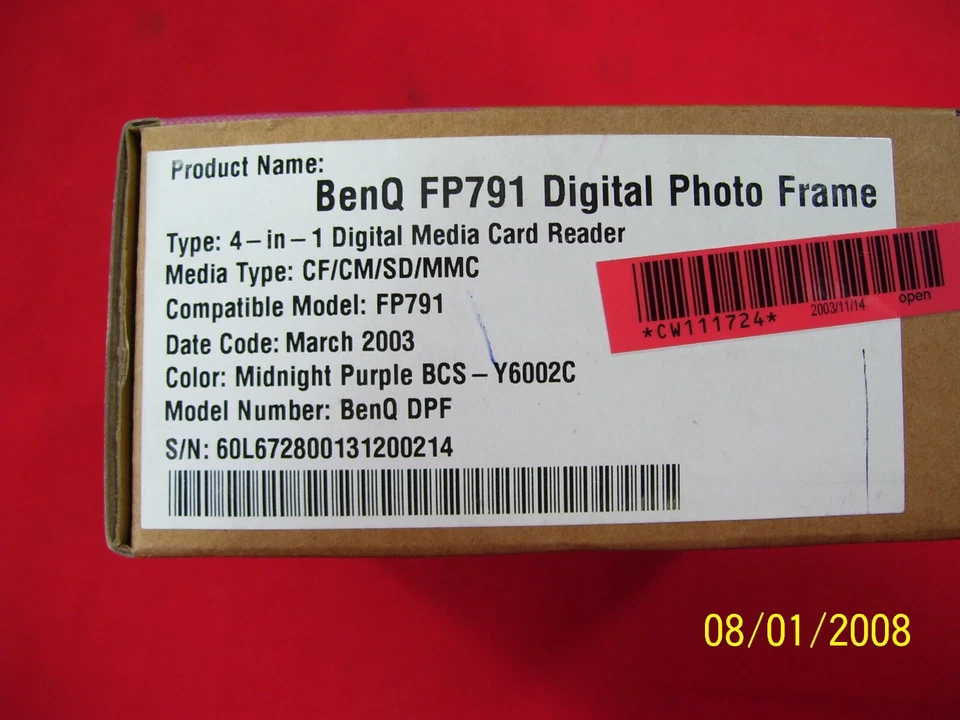 Product Name:
BenQ FP791 Digital Photo Frame
Type: 4-in-1 Digital Media Card Reader
Media Type: CF/CM/SD/MMC
Compatible Model: FP791
Date Code: March 2003
Color: Midnight Purple BCS-Y6002C
Model Number: BenQ DPF
S/N: 60L672800131200214
*CW111724* 2003/11/14 open
08/01/2008